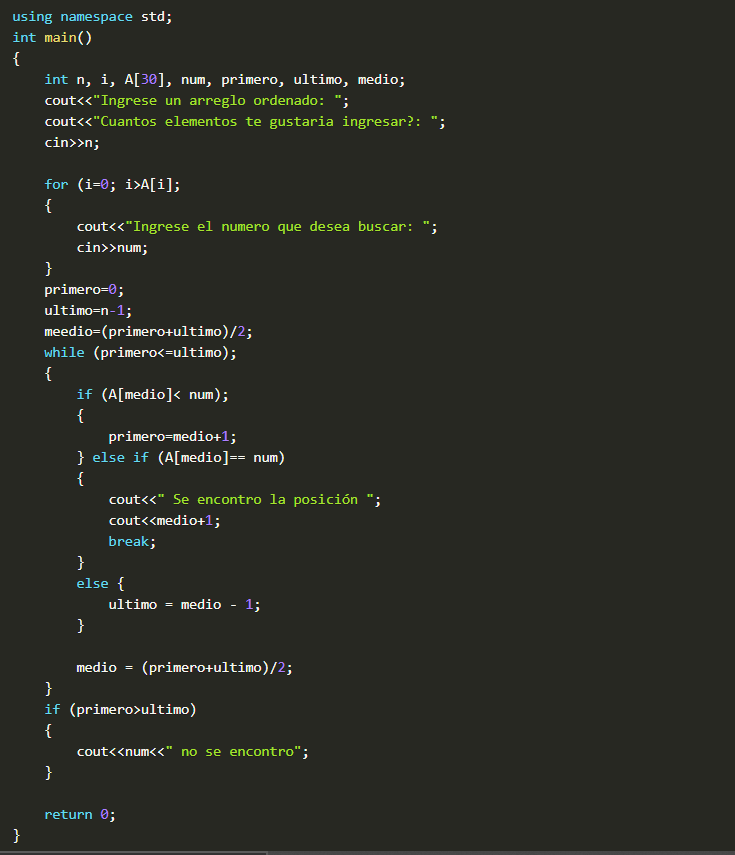 using namespace std;
int main()
{
    int n, i, A[30], num, primero, ultimo, medio;
    cout<<"Ingrese un arreglo ordenado: ";
    cout<<"Cuantos elementos te gustaria ingresar?: ";
    cin>>n;

    for (i=0; i>A[i];
    {
        cout<<"Ingrese el numero que desea buscar: ";
        cin>>num;
    }
    primero=0;
    ultimo=n-1;
    meedio=(primero+ultimo)/2;
    while (primero<=ultimo);
    {
        if (A[medio]< num);
        {
            primero=medio+1;
        } else if (A[medio]== num)
        {
            cout<<" Se encontro la posición ";
            cout<<medio+1;
            break;
        }
        else {
            ultimo = medio - 1;
        }

        medio = (primero+ultimo)/2;
    }
    if (primero>ultimo)
    {
        cout<<num<<" no se encontro";
    }

    return 0;
}